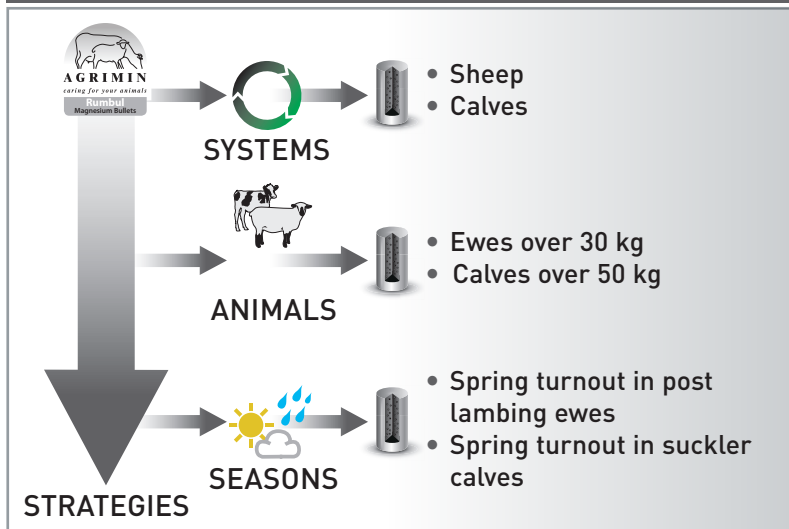 AGRIMIN
caring for your animals
Rumbul
Magnesium Bullets
SYSTEMS
• Sheep
• Calves
ANIMALS
• Ewes over 30 kg
• Calves over 50 kg
SEASONS
• Spring turnout in post
lambing ewes
• Spring turnout in suckler
calves
STRATEGIES